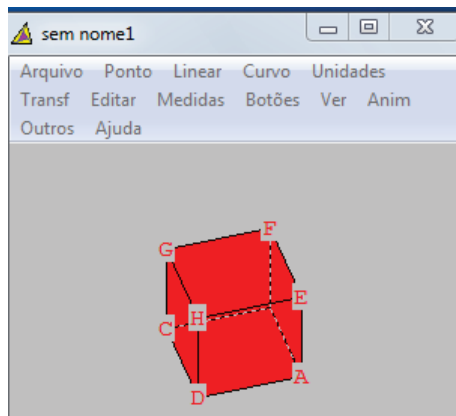 sem nome1
Arquivo Ponto Linear Curvo Unidades
Transf Editar Medidas Botões Ver Anim
Outros Ajuda
F
G
E
H
C
A
D